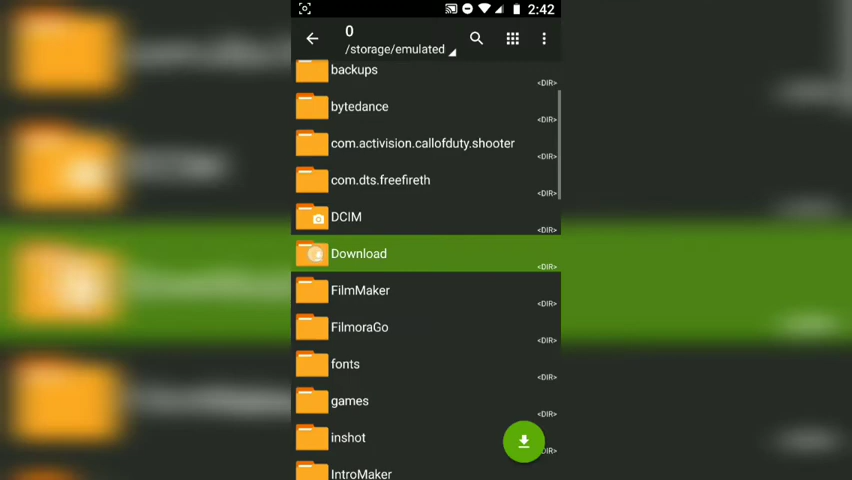 2:42
0
/storage/emulated
backups
<DIR>
bytedance
<DIR>
com.activision.callofduty.shooter
<DIR>
com.dts.freefireth
<DIR>
DCIM
<DIR>
Download
<DIR>
FilmMaker
<DIR>
FilmoraGo
<DIR>
fonts
<DIR>
games
<DIR>
inshot
DIR>
IntroMaker